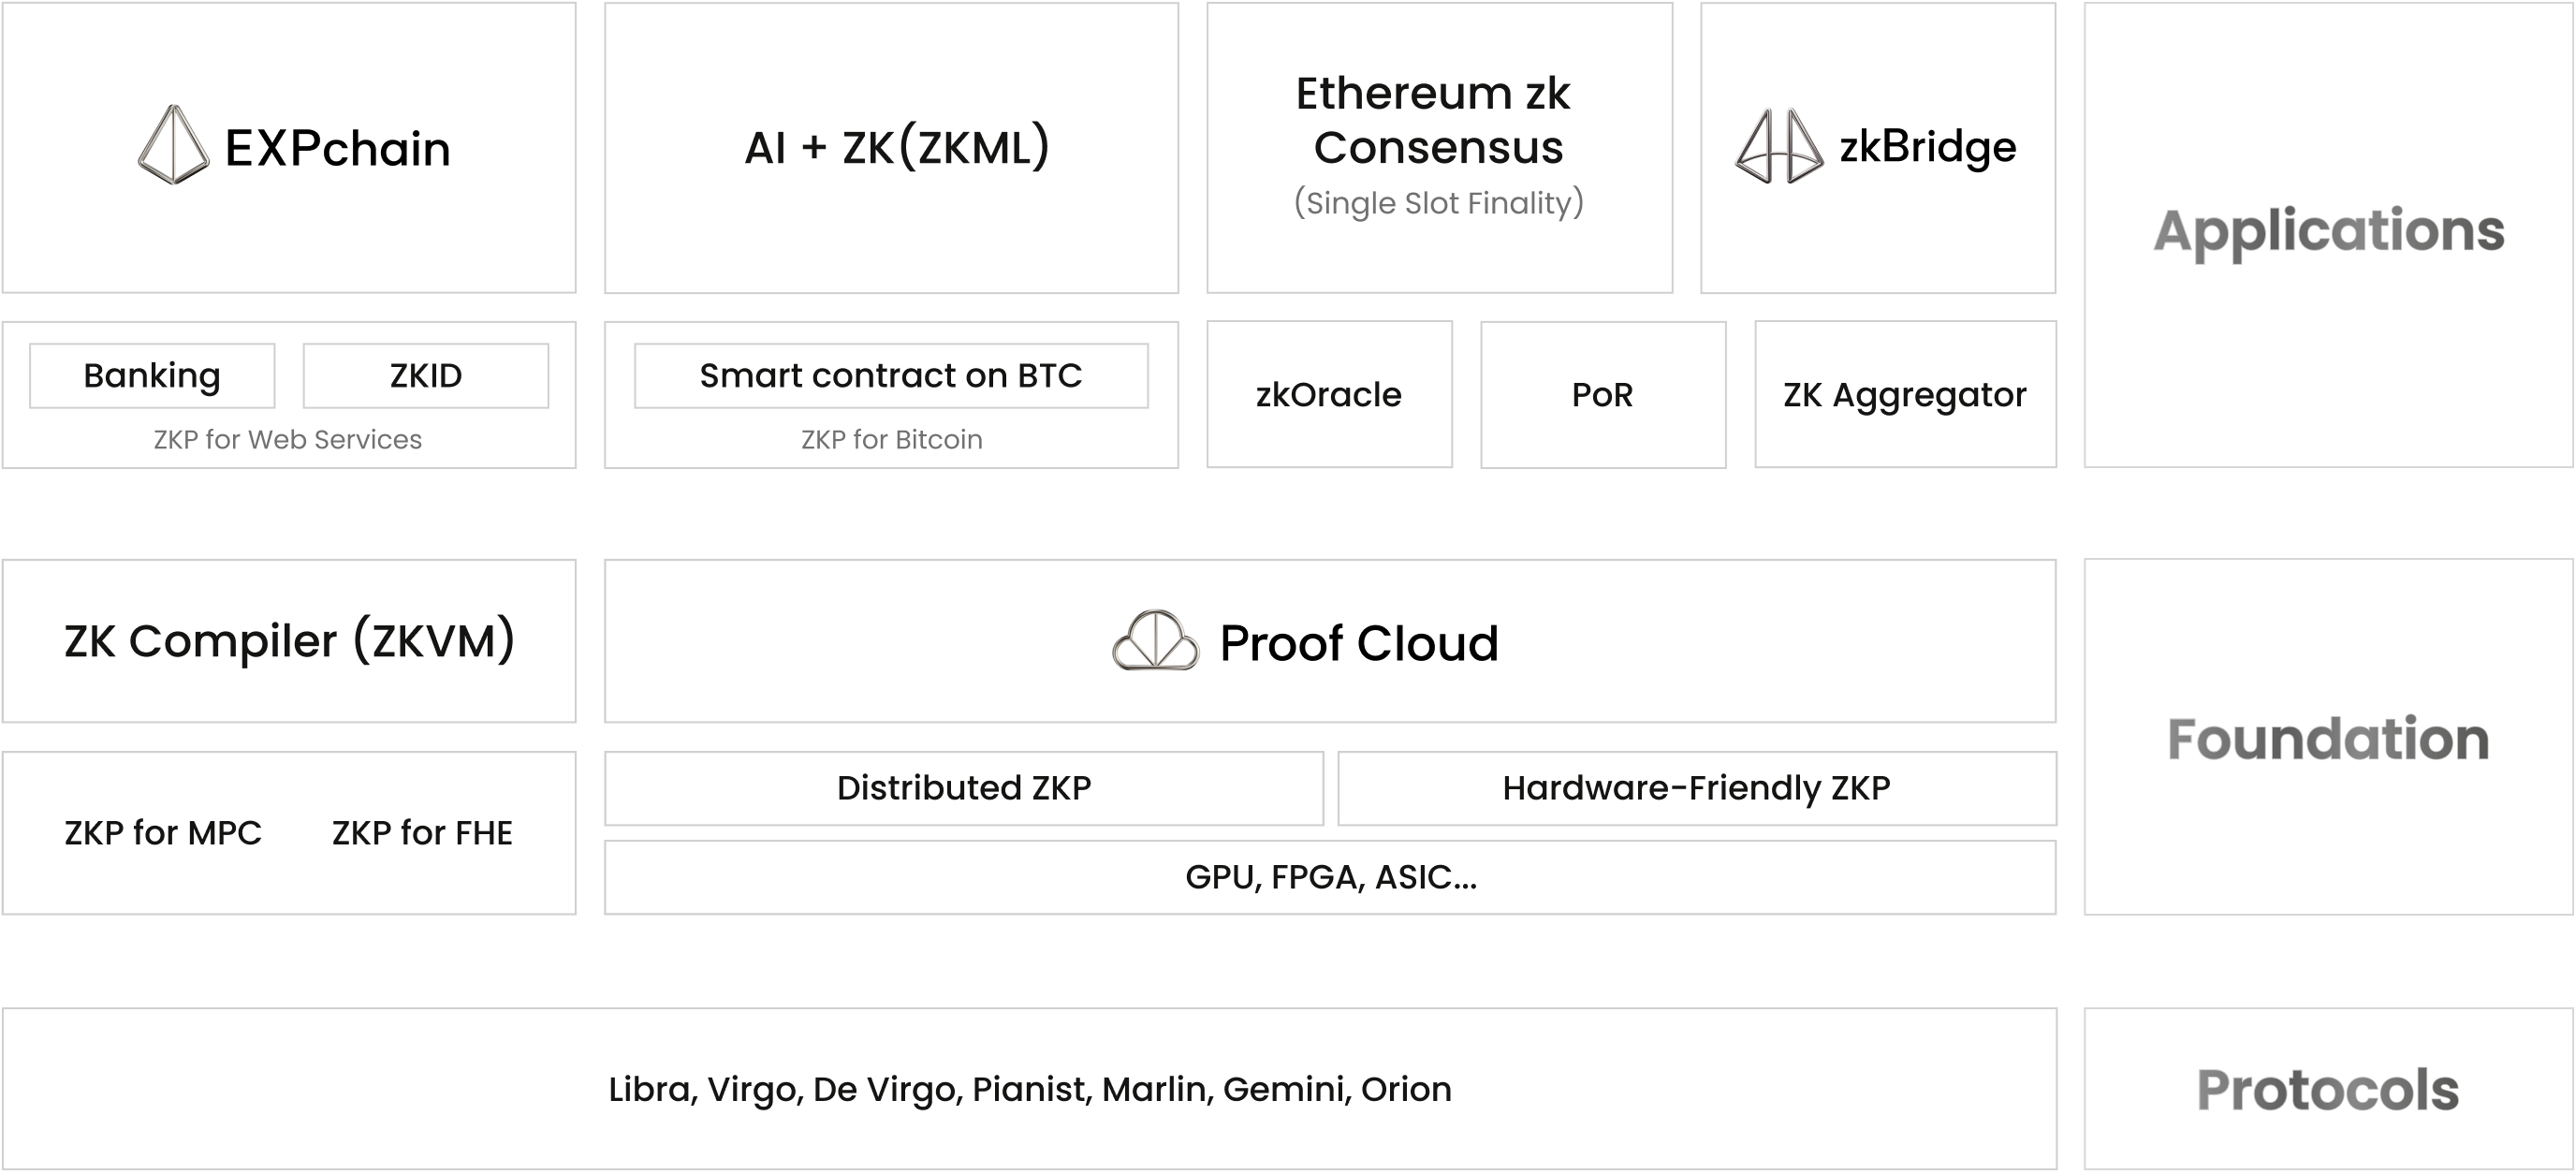 EXPchain
AI + ZK(ZKML)
Ethereum zk
Consensus
(Single Slot Finality)
zkBridge
Applications
Banking
ZKID
ZKP for Web Services
Smart contract on BTC
ZKP for Bitcoin
zkOracle
PoR
ZK Aggregator
ZK Compiler (ZKVM)
Proof Cloud
Foundation
ZKP for MPC
ZKP for FHE
Distributed ZKP
Hardware-Friendly ZKP
GPU, FPGA, ASIC...
Libra, Virgo, De Virgo, Pianist, Marlin, Gemini, Orion
Protocols